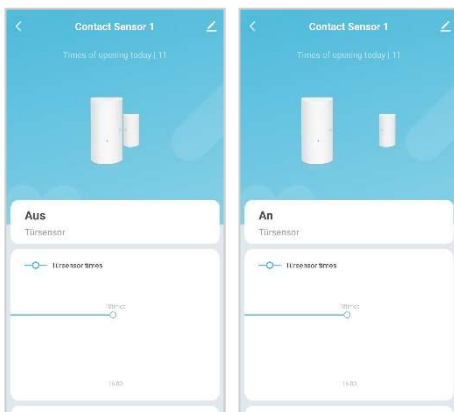 Contact Sensor 1
Times of opening today | 11
Aus
Türsensor
Türsensor times
Contact Sensor 1
Times of opening today | 11
An
Türsensor
Türsensor times